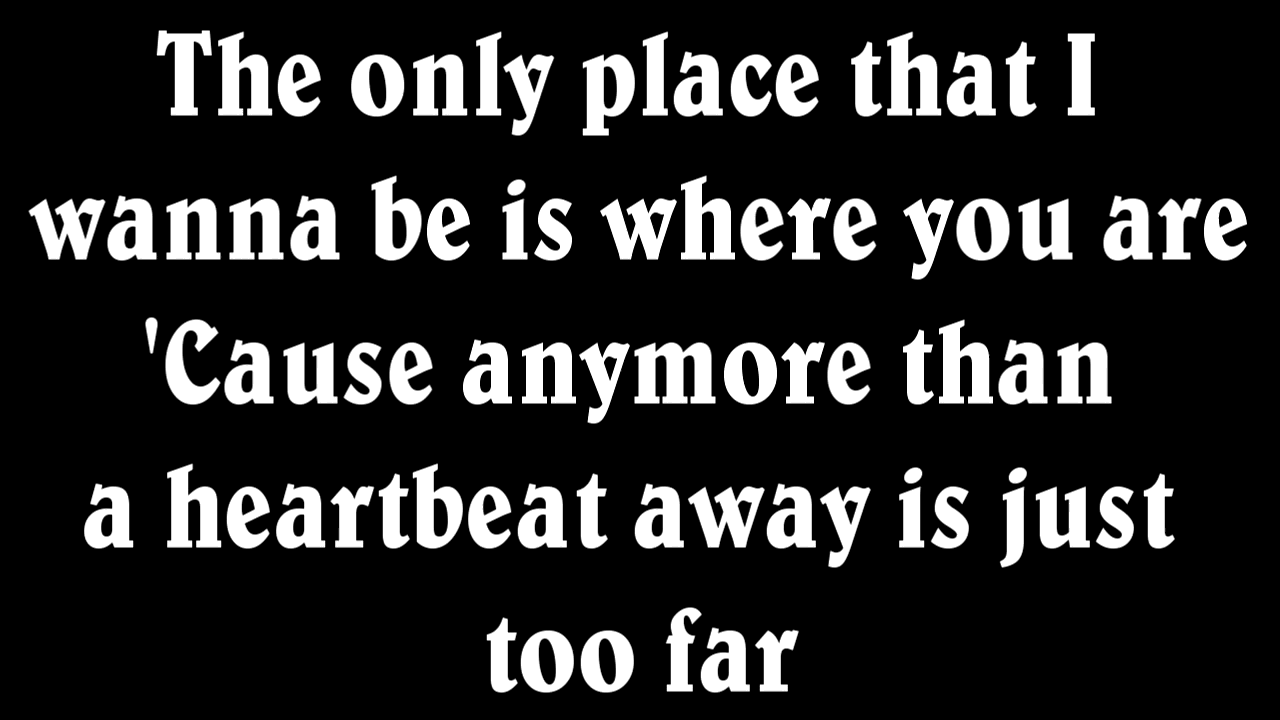 The only place that I
wanna be is where you are
'Cause anymore than
a heartbeat away is just
too far